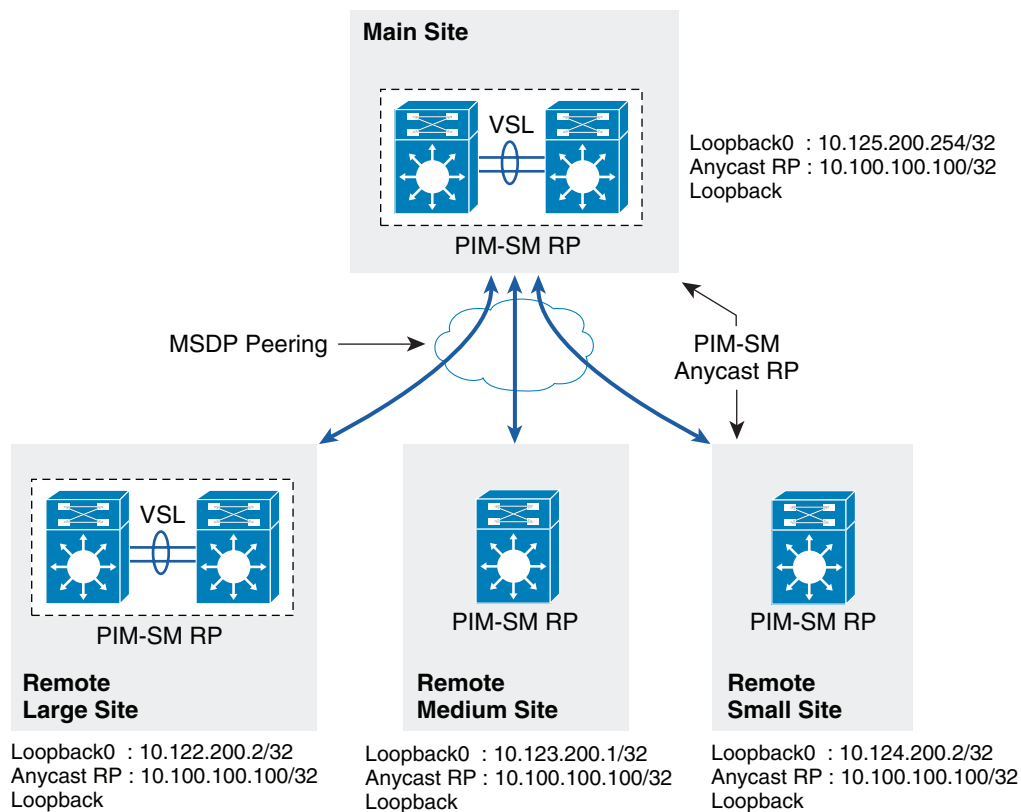 Main Site
VSL
PIM-SM RP
Loopback0 : 10.125.200.254/32
Anycast RP : 10.100.100.100/32
Loopback
MSDP Peering
PIM-SM
Anycast RP
VSL
PIM-SM RP
Remote
Large Site
Loopback0 : 10.122.200.2/32
Anycast RP : 10.100.100.100/32
Loopback
PIM-SM RP
Remote
Medium Site
Loopback0 : 10.123.200.1/32
Anycast RP : 10.100.100.100/32
Loopback
PIM-SM RP
Remote
Small Site
Loopback0 : 10.124.200.2/32
Anycast RP : 10.100.100.100/32
Loopback